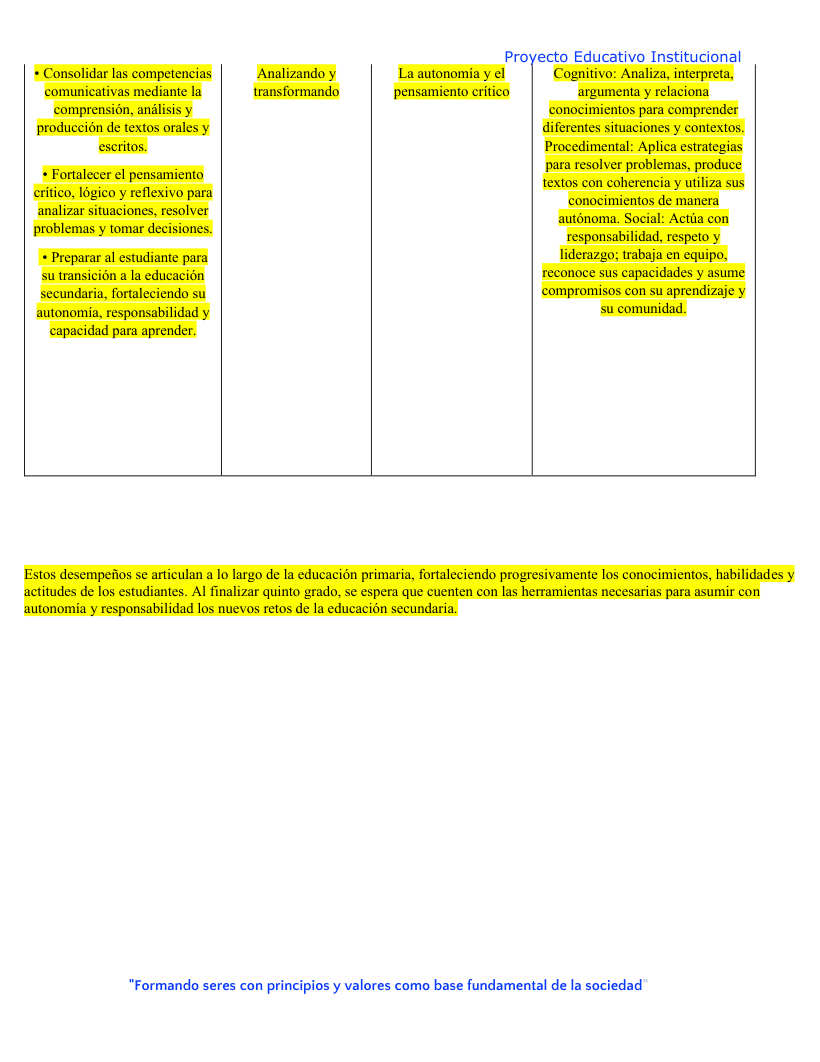 Proyecto Educativo Institucional
• Consolidar las competencias
comunicativas mediante la
comprensión, análisis y
producción de textos orales y
escritos.
• Fortalecer el pensamiento
crítico, lógico y reflexivo para
analizar situaciones, resolver
problemas y tomar decisiones.
• Preparar al estudiante para
su transición a la educación
secundaria, fortaleciendo su
autonomía, responsabilidad y
capacidad para aprender.
Analizando y
transformando
La autonomía y el
pensamiento crítico
Cognitivo: Analiza, interpreta,
argumenta y relaciona
conocimientos para comprender
diferentes situaciones y contextos.
Procedimental: Aplica estrategias
para resolver problemas, produce
textos con coherencia y utiliza sus
conocimientos de manera
autónoma. Social: Actúa con
responsabilidad, respeto y
liderazgo; trabaja en equipo,
reconoce sus capacidades y asume
compromisos con su aprendizaje y
su comunidad.
Estos desempeños se articulan a lo largo de la educación primaria, fortaleciendo progresivamente los conocimientos, habilidades y
actitudes de los estudiantes. Al finalizar quinto grado, se espera que cuenten con las herramientas necesarias para asumir con
autonomía y responsabilidad los nuevos retos de la educación secundaria.
"Formando seres con principios y valores como base fundamental de la sociedad"